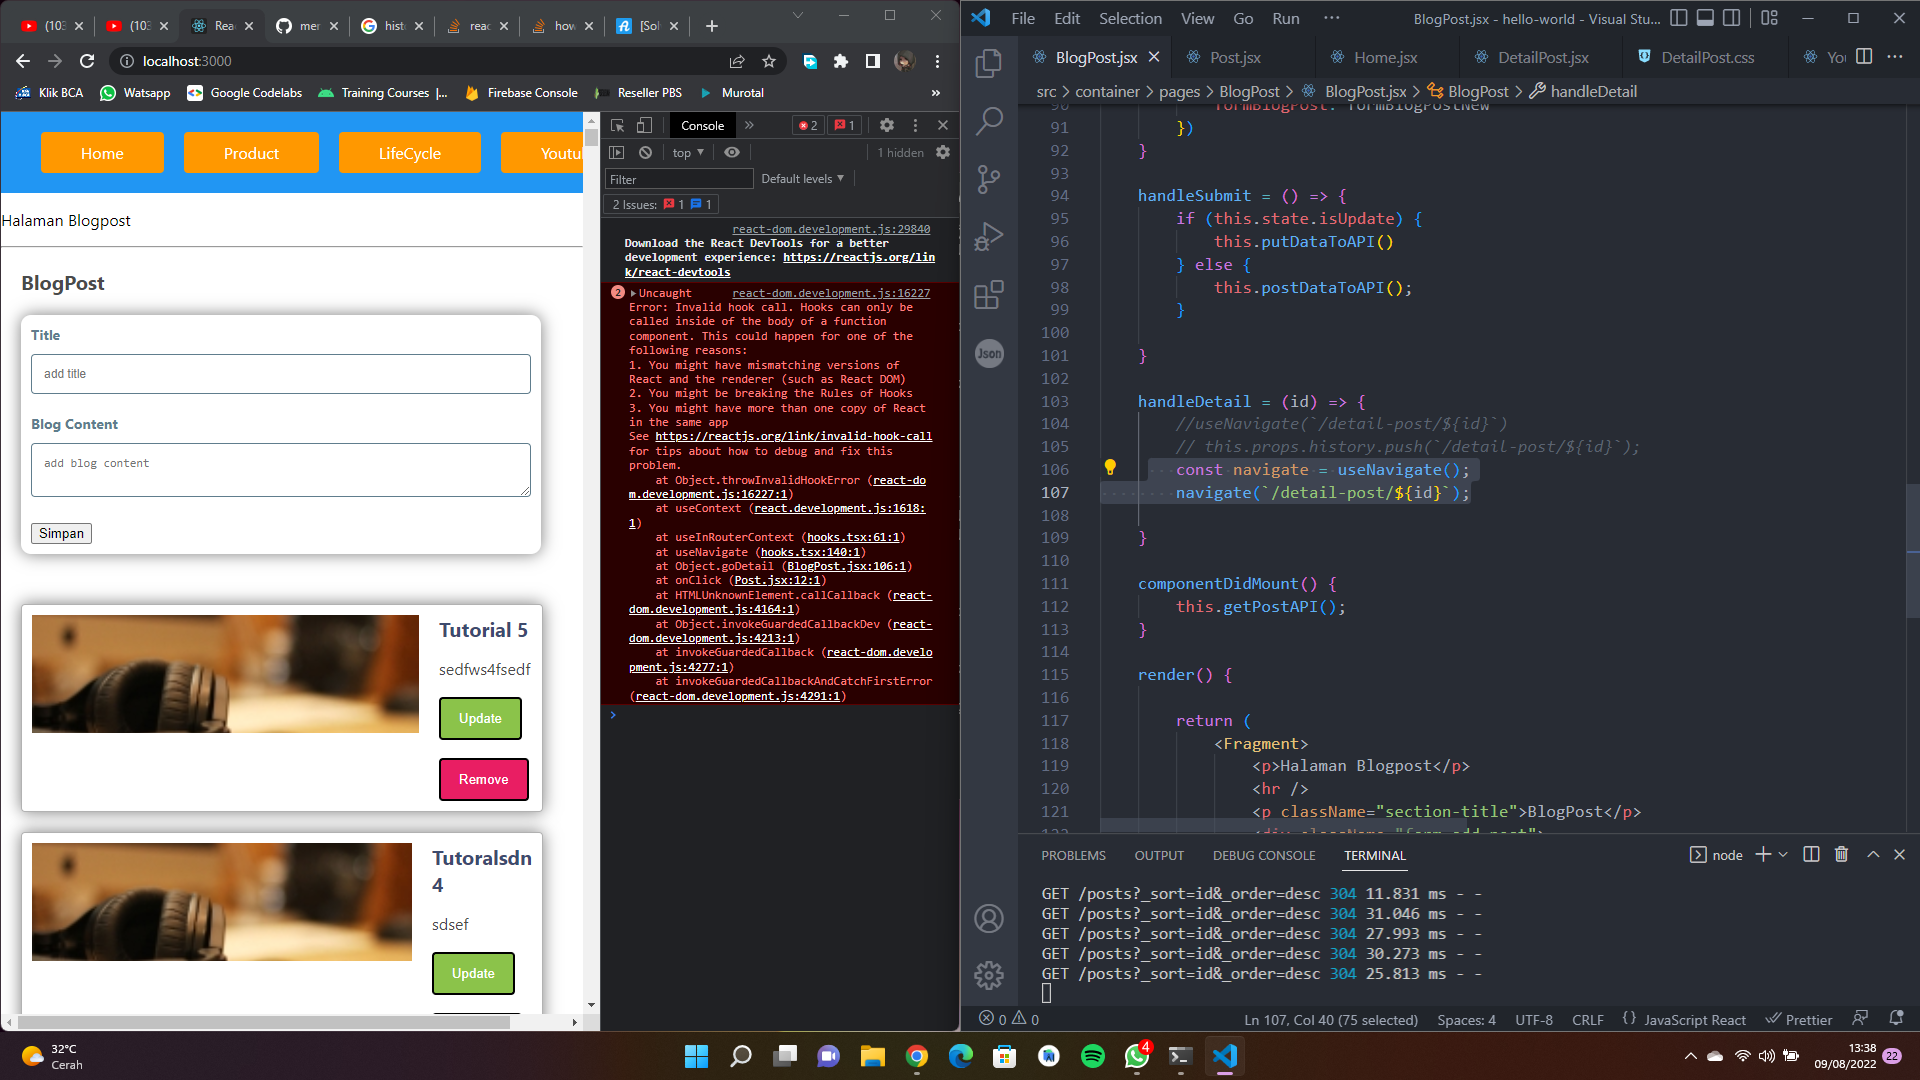 (103
(103
Rea
mer
hist
reac
how
[Sol
localhost:3000
Klik BCA
Watsapp
Google Codelabs
Training Courses |...
Firebase Console
Reseller PBS
Murotal
»
Home
Product
LifeCycle
Halaman Blogpost
BlogPost
Title
add title
Blog Content
add blog content
Simpan
Tutorial 5
sedfws4fsedf
Update
Remove
Tutoralsdn
4
sdsef
Update
Console
»
2
1
top
1 hidden
Filter
Default levels
2 Issues: 1 1
react-dom.development.js:29840
Download the React DevTools for a better
development experience: https://reactjs.org/lin
k/react-devtools
2 Uncaught react-dom.development.js:16227
Error: Invalid hook call. Hooks can only be
called inside of the body of a function
component. This could happen for one of the
following reasons:
1. You might have mismatching versions of
React and the renderer (such as React DOM)
2. You might be breaking the Rules of Hooks
3. You might have more than one copy of React
in the same app
See https://reactjs.org/link/invalid-hook-call
for tips about how to debug and fix this
problem.
at Object.throwInvalidHookError (react-do
m.development.js:16227:1)
at useContext (react.development.js:1618:
1)
at useInRouterContext (hooks.tsx:61:1)
at useNavigate (hooks.tsx:140:1)
at Object.goDetail (BlogPost.jsx:106:1)
at onClick (Post.jsx:12:1)
at HTMLUnknownElement.callCallback (react-
dom.development.js:4164:1)
at Object.invokeGuardedCallbackDev (react-
dom.development.js:4213:1)
at invokeGuardedCallback (react-dom.develo
pment.js:4277:1)
at invokeGuardedCallbackAndCatchFirstError
(react-dom.development.js:4291:1)
File Edit Selection View Go Run ···
BlogPost.jsx - hello-world - Visual Stu...
BlogPost.jsx
Post.jsx
Home.jsx
DetailPost.jsx
DetailPost.css
src > container > pages > BlogPost > BlogPost.jsx > BlogPost > handleDetail
Json
90 formBlogPost: formBlogPostNew
91 })
92 }
93
94 handleSubmit = () => {
95 if (this.state.isUpdate) {
96 this.putDataToAPI()
97 } else {
98 this.postDataToAPI();
99 }
100
101 }
102
103 handleDetail = (id) => {
104 //useNavigate(`/detail-post/${id}`)
105 // this.props.history.push(`/detail-post/${id}`);
106 const navigate = useNavigate();
107 navigate(`/detail-post/${id}`);
108
109 }
110
111 componentDidMount() {
112 this.getPostAPI();
113 }
114
115 render() {
116
117 return (
118 <Fragment>
119 <p>Halaman Blogpost</p>
120 <hr />
121 <p className="section-title">BlogPost</p>
122 <div className="form-add-post">
PROBLEMS OUTPUT DEBUG CONSOLE TERMINAL
node
GET /posts?_sort=id&_order=desc 304 11.831 ms - -
GET /posts?_sort=id&_order=desc 304 31.046 ms - -
GET /posts?_sort=id&_order=desc 304 27.993 ms - -
GET /posts?_sort=id&_order=desc 304 30.273 ms - -
GET /posts?_sort=id&_order=desc 304 25.813 ms - -
0 0
Ln 107, Col 40 (75 selected)
Spaces: 4
UTF-8
CRLF
{} JavaScript React
Prettier
32°C
Cerah
4
13:38
09/08/2022
22